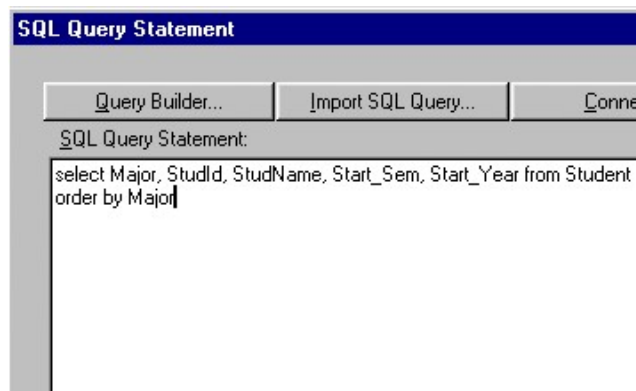 SQL Query Statement
Query Builder... Import SQL Query... Conne
SQL Query Statement:
select Major, StudId, StudName, Start_Sem, Start_Year from Student
order by Major